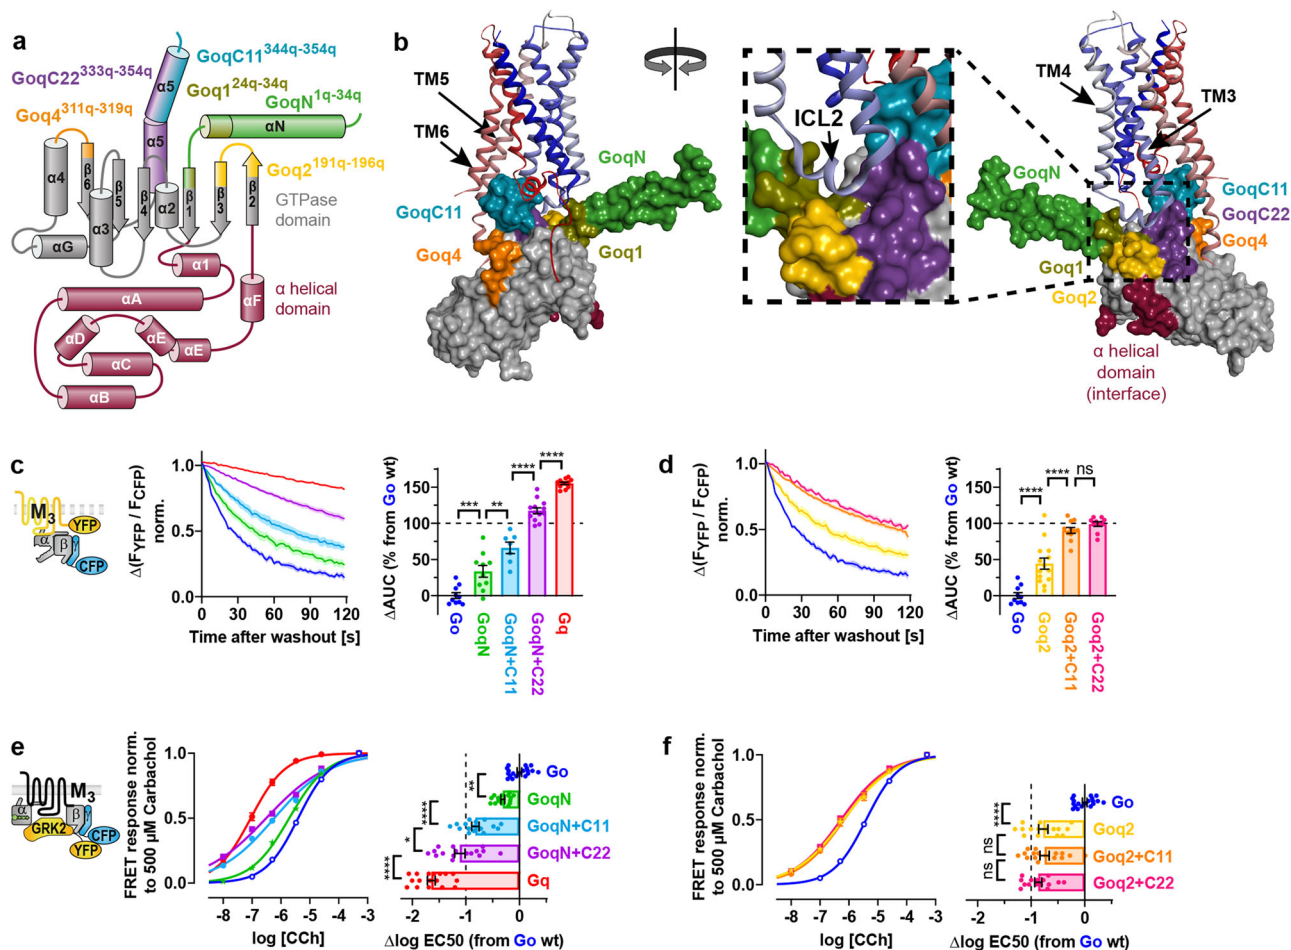 a
GoqC11344q-354q
GoqC22333q-354q
Goq124q-34q
GoqN1q-34q
Goq4311q-319q
α5
αN
α5
Goq2191q-196q
α4
β6
β5
β4
α2
β1
β3
β2
GTPase
domain
α3
αG
α1
αA
αF
α helical
domain
αD
αE
αE
αC
αB
b
TM5
TM6
GoqN
GoqC11
Goq4
Goq1
ICL2
TM4
TM3
GoqN
GoqC11
GoqC22
Goq4
Goq1
Goq2
α helical
domain
(interface)
c
M3
YFP
α
β
γ
CFP
Δ(FYFP / FCFP)
norm.
1.0
0.5
0.0
0
30
60
90
120
Time after washout [s]
ΔAUC (% from Go wt)
150
100
50
0
***
**
****
****
Go
GoqN
GoqN+C11
GoqN+C22
Gq
d
Δ(FYFP / FCFP)
norm.
1.0
0.5
0.0
0
30
60
90
120
Time after washout [s]
ΔAUC (% from Go wt)
150
100
50
0
****
****
ns
Go
Goq2
Goq2+C11
Goq2+C22
e
M3
α
β
γ
CFP
GRK2
YFP
FRET response norm.
to 500 µM Carbachol
1.0
0.5
0.0
-8
-7
-6
-5
-4
-3
log [CCh]
**
****
*
****
Go
GoqN
GoqN+C11
GoqN+C22
Gq
-2
-1
0
Δlog EC50 (from Go wt)
f
FRET response norm.
to 500 µM Carbachol
1.0
0.5
0.0
-8
-7
-6
-5
-4
-3
log [CCh]
****
ns
ns
Go
Goq2
Goq2+C11
Goq2+C22
-2
-1
0
Δlog EC50 (from Go wt)